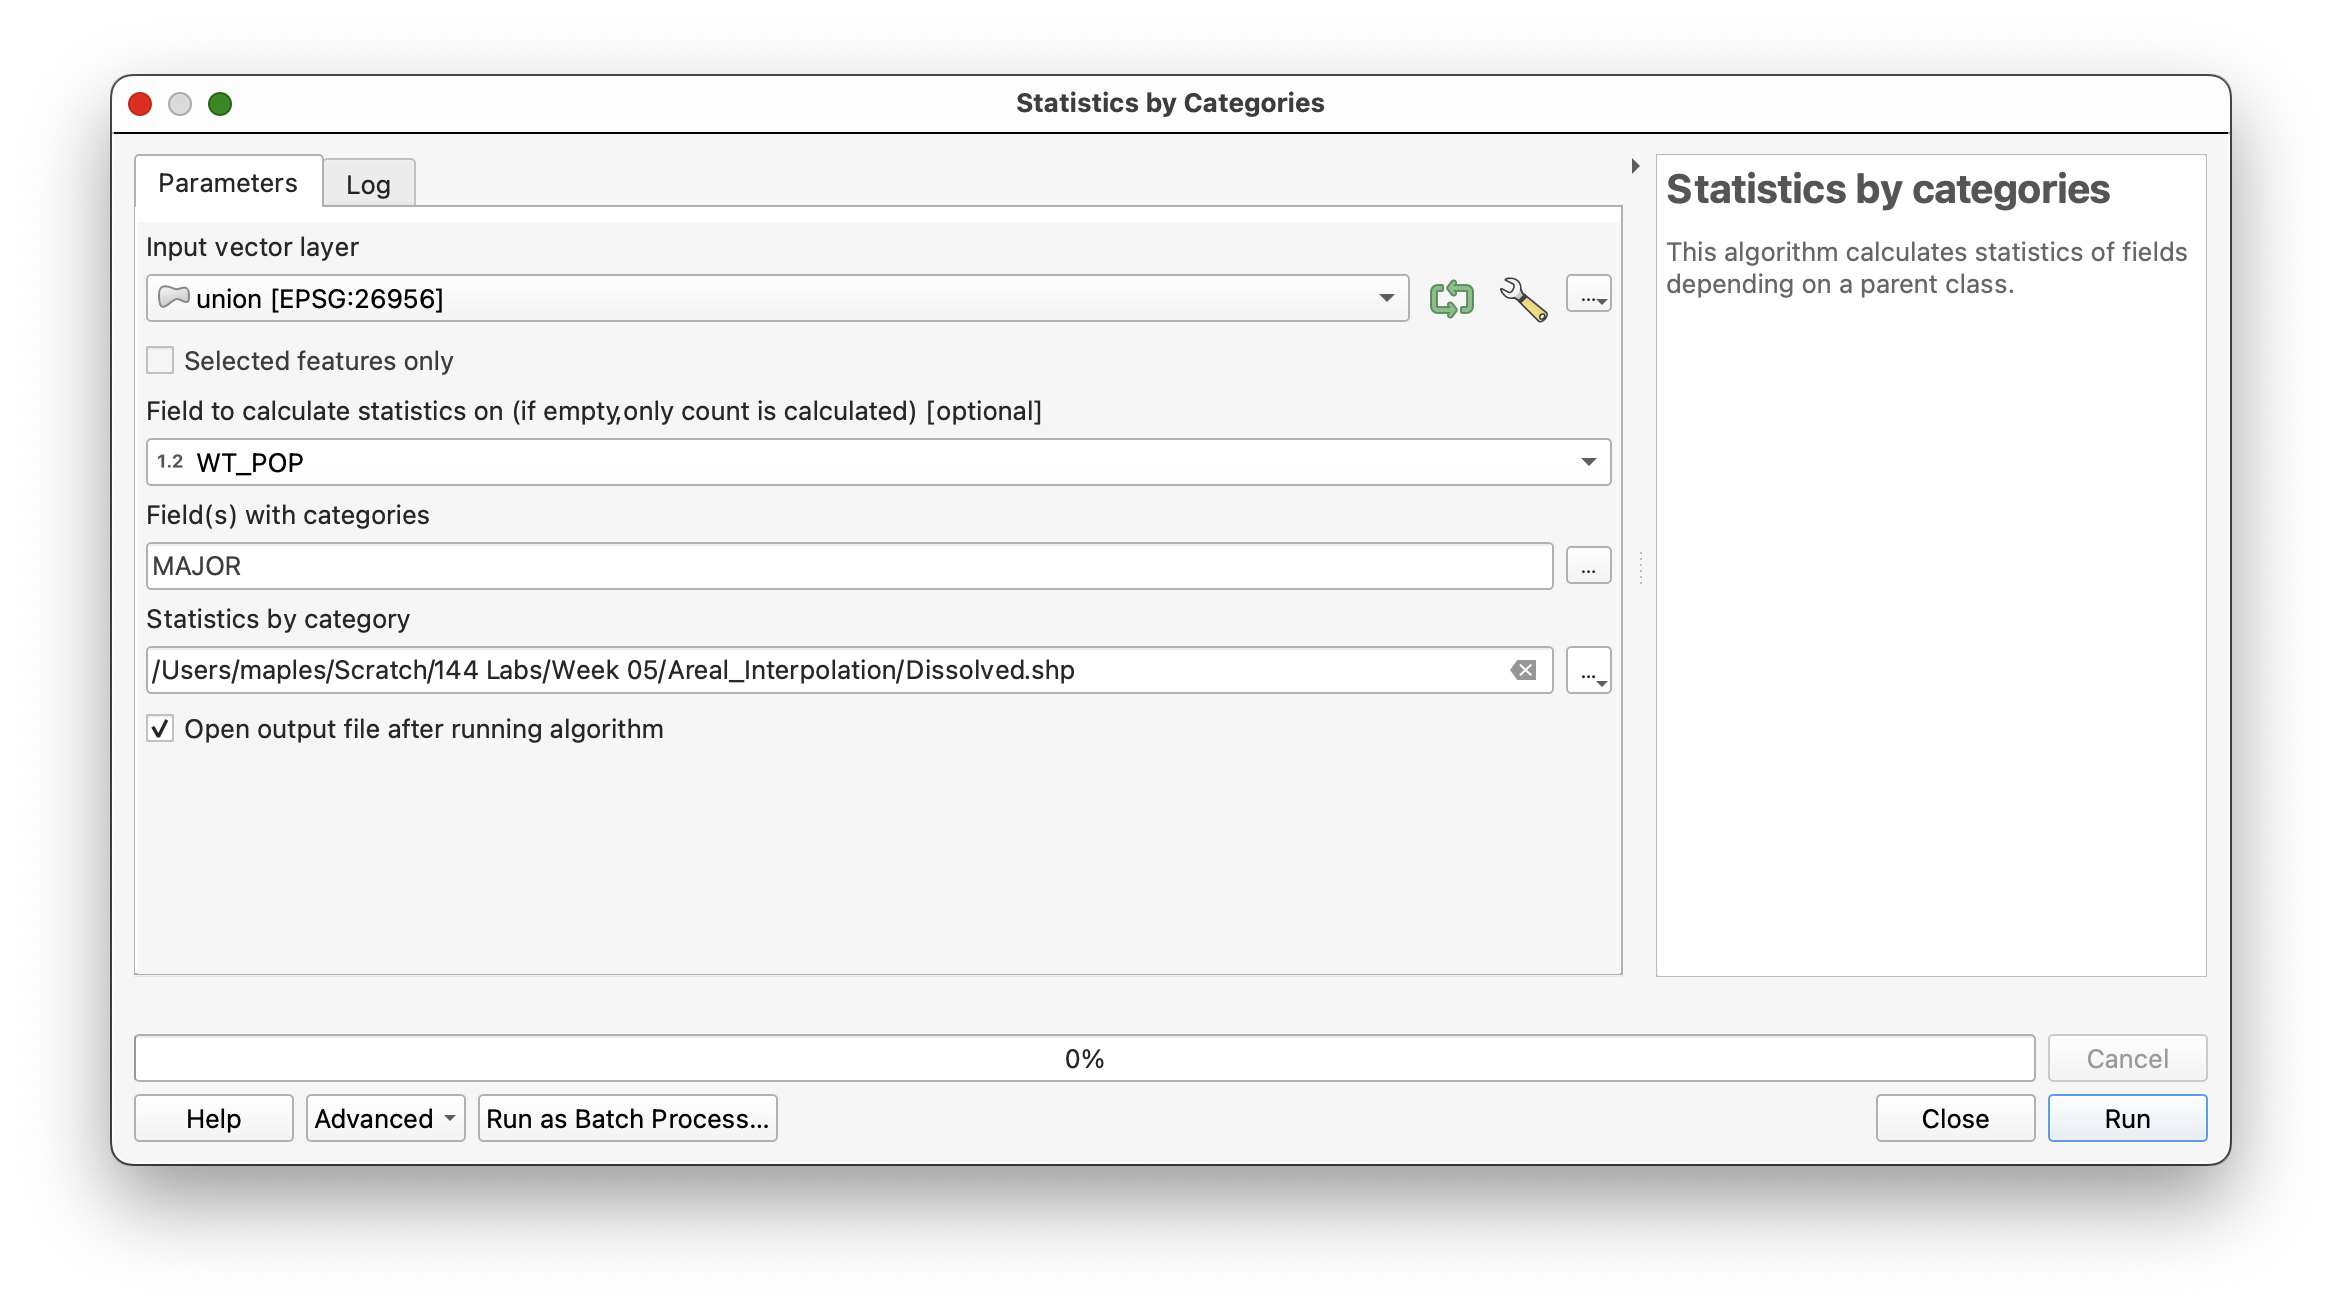 Statistics by Categories
Parameters
Log
Input vector layer
union [EPSG:26956]
...
Selected features only
Field to calculate statistics on (if empty,only count is calculated) [optional]
1.2 WT_POP
Field(s) with categories
MAJOR
...
Statistics by category
/Users/maples/Scratch/144 Labs/Week 05/Areal_Interpolation/Dissolved.shp
...
Open output file after running algorithm
Statistics by categories
This algorithm calculates statistics of fields
depending on a parent class.
0%
Cancel
Help
Advanced
Run as Batch Process...
Close
Run